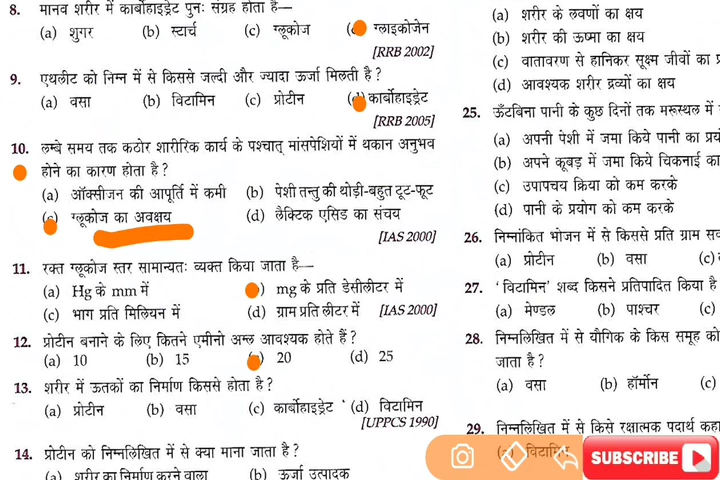 8. मानव शरीर में कार्बोहाइड्रेट पुनः संग्रह होता है—
(a) शुगर (b) स्टार्च (c) ग्लूकोज ग्लाइकोजेन
[RRB 2002]
9. एथलीट को निम्न में से किससे जल्दी और ज्यादा ऊर्जा मिलती है?
(a) वसा (b) विटामिन (c) प्रोटीन कार्बोहाइड्रेट
[RRB 2005]
10. लम्बे समय तक कठोर शारीरिक कार्य के पश्चात् मांसपेशियों में थकान अनुभव
होने का कारण होता है?
(a) ऑक्सीजन की आपूर्ति में कमी (b) पेशी तन्तु की थोड़ी-बहुत टूट-फूट
(c) ग्लूकोज का अवक्षय (d) लैक्टिक एसिड का संचय
[IAS 2000]
11. रक्त ग्लूकोज स्तर सामान्यतः व्यक्त किया जाता है—
(a) Hg के mm में mg के प्रति डेसीलीटर में
(c) भाग प्रति मिलियन में (d) ग्राम प्रति लीटर में [IAS 2000]
12. प्रोटीन बनाने के लिए कितने एमीनो अम्ल आवश्यक होते हैं?
(a) 10 (b) 15 20 (d) 25
13. शरीर में ऊतकों का निर्माण किससे होता है?
(a) प्रोटीन (b) वसा (c) कार्बोहाइड्रेट (d) विटामिन
[UPPCS 1990]
14. प्रोटीन को निम्नलिखित में से क्या माना जाता है?
(a) शरीर का निर्माण करने वाला (b) ऊर्जा उत्पादक
(a) शरीर के लवणों का क्षय
(b) शरीर की ऊष्मा का क्षय
(c) वातावरण से हानिकर सूक्ष्म जीवों का
(d) आवश्यक शरीर द्रव्यों का क्षय
25. ऊँट बिना पानी के कुछ दिनों तक मरूस्थल में
(a) अपनी पेशी में जमा किये पानी का
(b) अपने कूबड़ में जमा किये चिकनाई का
(c) उपापचय क्रिया को कम करके
(d) पानी के प्रयोग को कम करके
26. निम्नांकित भोजन में से किससे प्रति ग्राम
(a) प्रोटीन (b) वसा (c)
27. 'विटामिन' शब्द किसने प्रतिपादित किया है
(a) मेण्डल (b) पाश्चर (c)
28. निम्नलिखित में से यौगिक के किस समूह को
जाता है?
(a) वसा (b) हॉर्मोन (c)
29. निम्नलिखित में से किसे रक्षात्मक पदार्थ कहा
(a) विटामिन
SUBSCRIBE